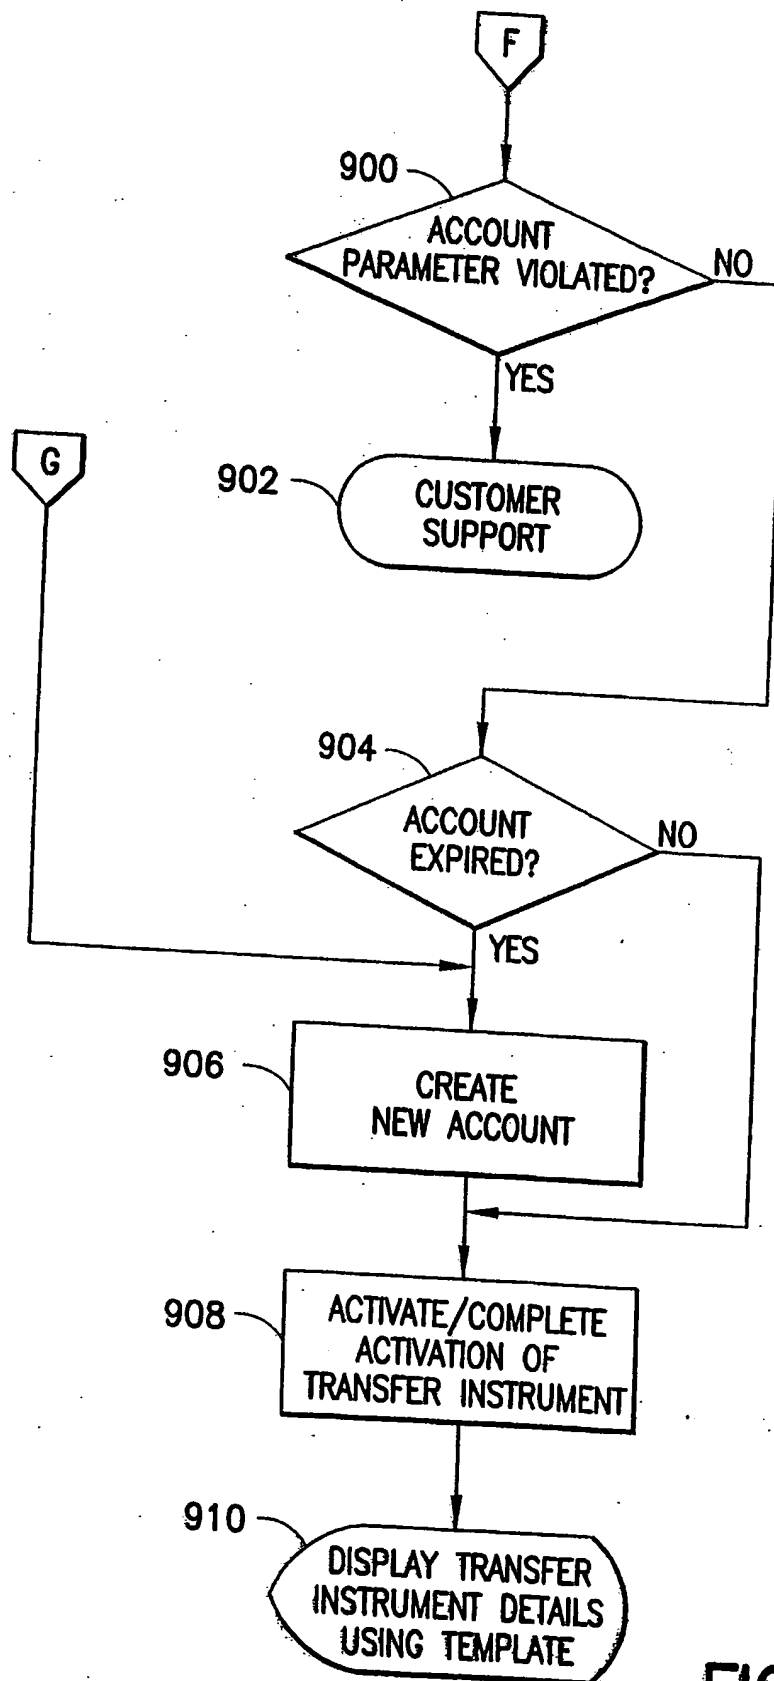 F
900
ACCOUNT
PARAMETER VIOLATED?
NO
YES
G
902
CUSTOMER
SUPPORT
904
ACCOUNT
EXPIRED?
NO
YES
906
CREATE
NEW ACCOUNT
908
ACTIVATE/COMPLETE
ACTIVATION OF
TRANSFER INSTRUMENT
910
DISPLAY TRANSFER
INSTRUMENT DETAILS
USING TEMPLATE